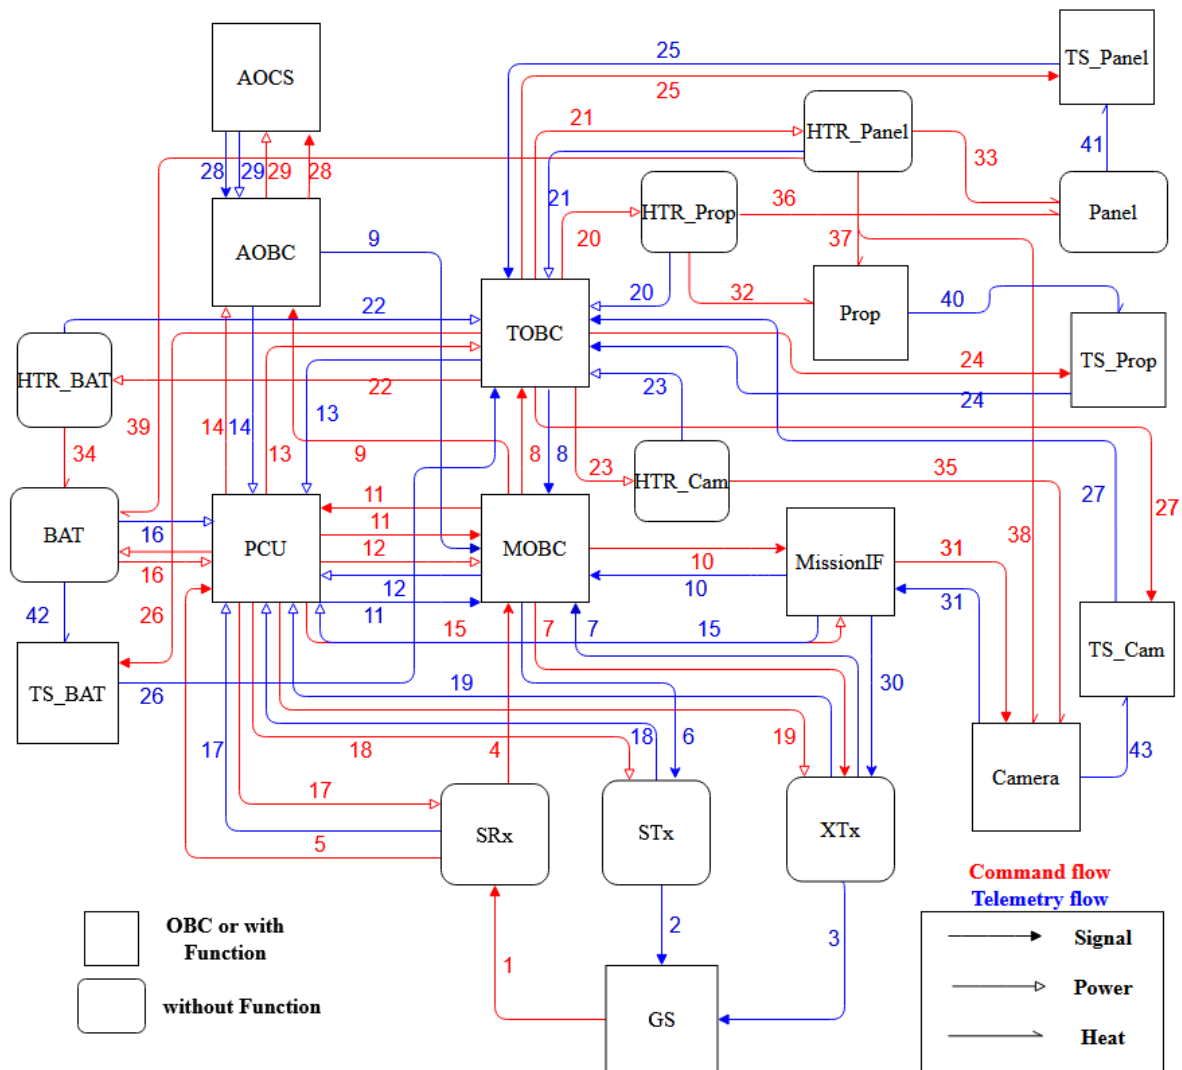 25
TS_Panel
AOCS
25
21
HTR_Panel
41
33
28
29
29
28
21
HTR_Prop
36
Panel
20
37
9
AOBC
20
32
40
22
Prop
TOBC
TS_Prop
HTR_BAT
22
23
24
24
39
14
14
13
13
9
8
8
34
23
HTR_Cam
35
27
27
11
BAT
16
PCU
11
MOBC
38
12
10
MissionIF
31
16
12
10
31
42
11
26
15
7
7
15
TS_Cam
TS_BAT
26
19
30
17
18
4
18
6
19
43
17
Camera
5
SRx
STx
XTx
Command flow
Telemetry flow
OBC or with
Function
2
3
Signal
1
Power
without Function
GS
Heat